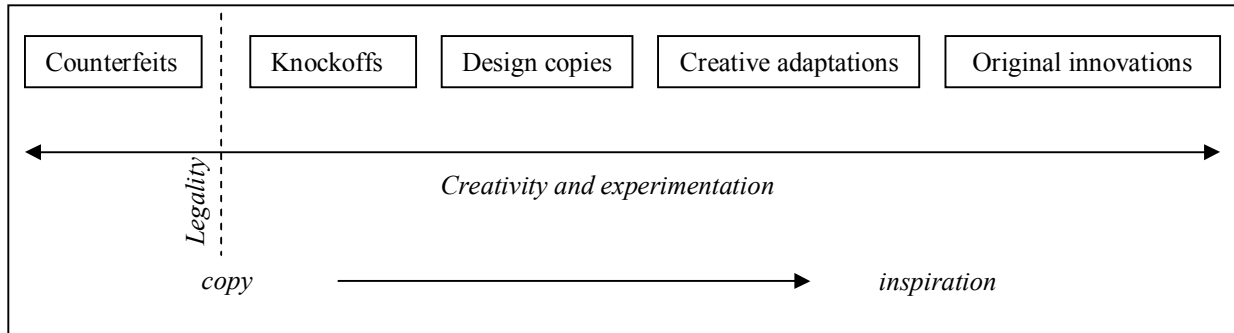 Counterfeits Knockoffs Design copies Creative adaptations Original innovations
Legality
Creativity and experimentation
copy inspiration